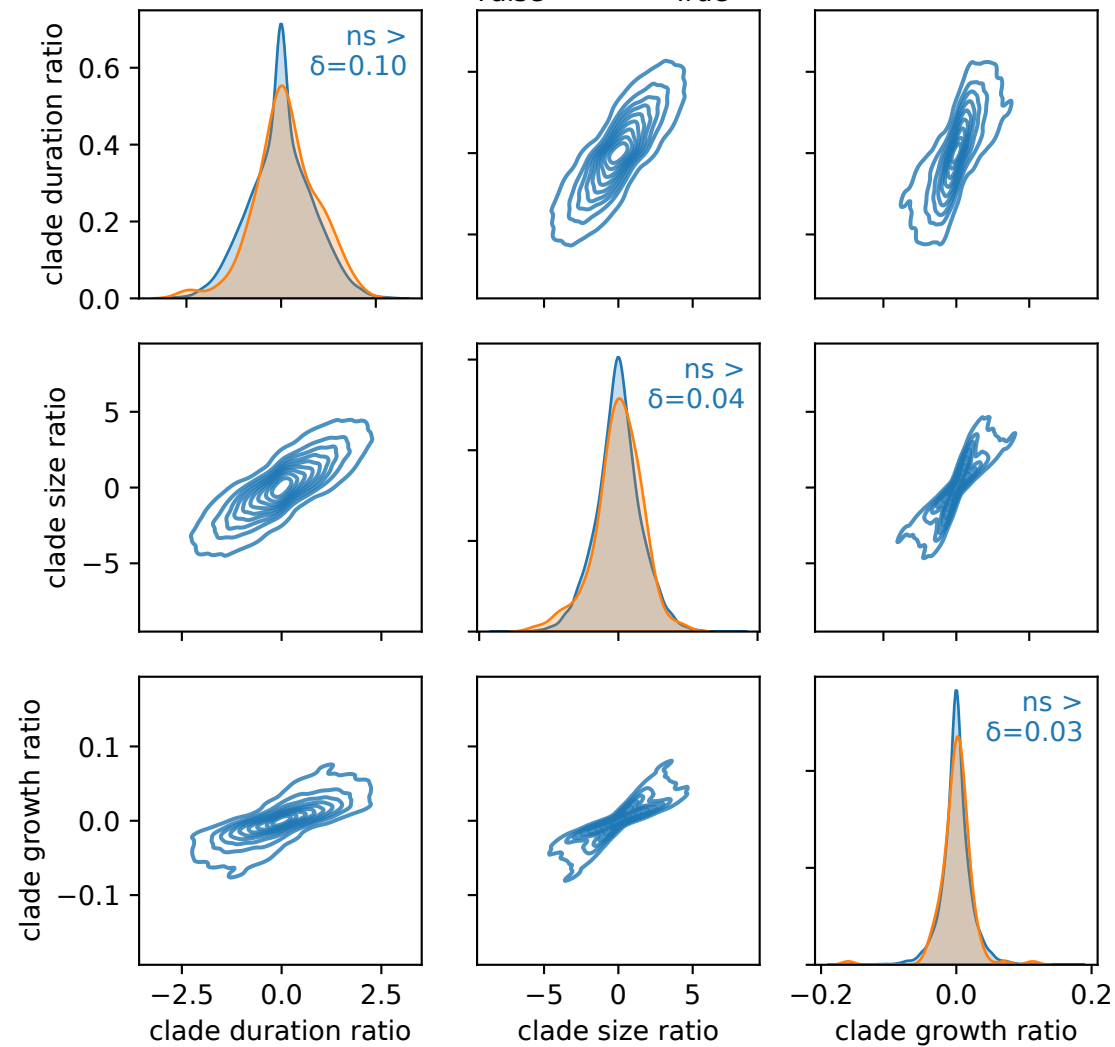 clade duration ratio
0.6
0.4
0.2
0.0
ns >
δ=0.10
clade size ratio
5
0
−5
ns >
δ=0.04
clade growth ratio
0.1
0.0
−0.1
ns >
δ=0.03
−2.5 0.0 2.5
−5 0 5
−0.2 0.0 0.2
clade duration ratio
clade size ratio
clade growth ratio